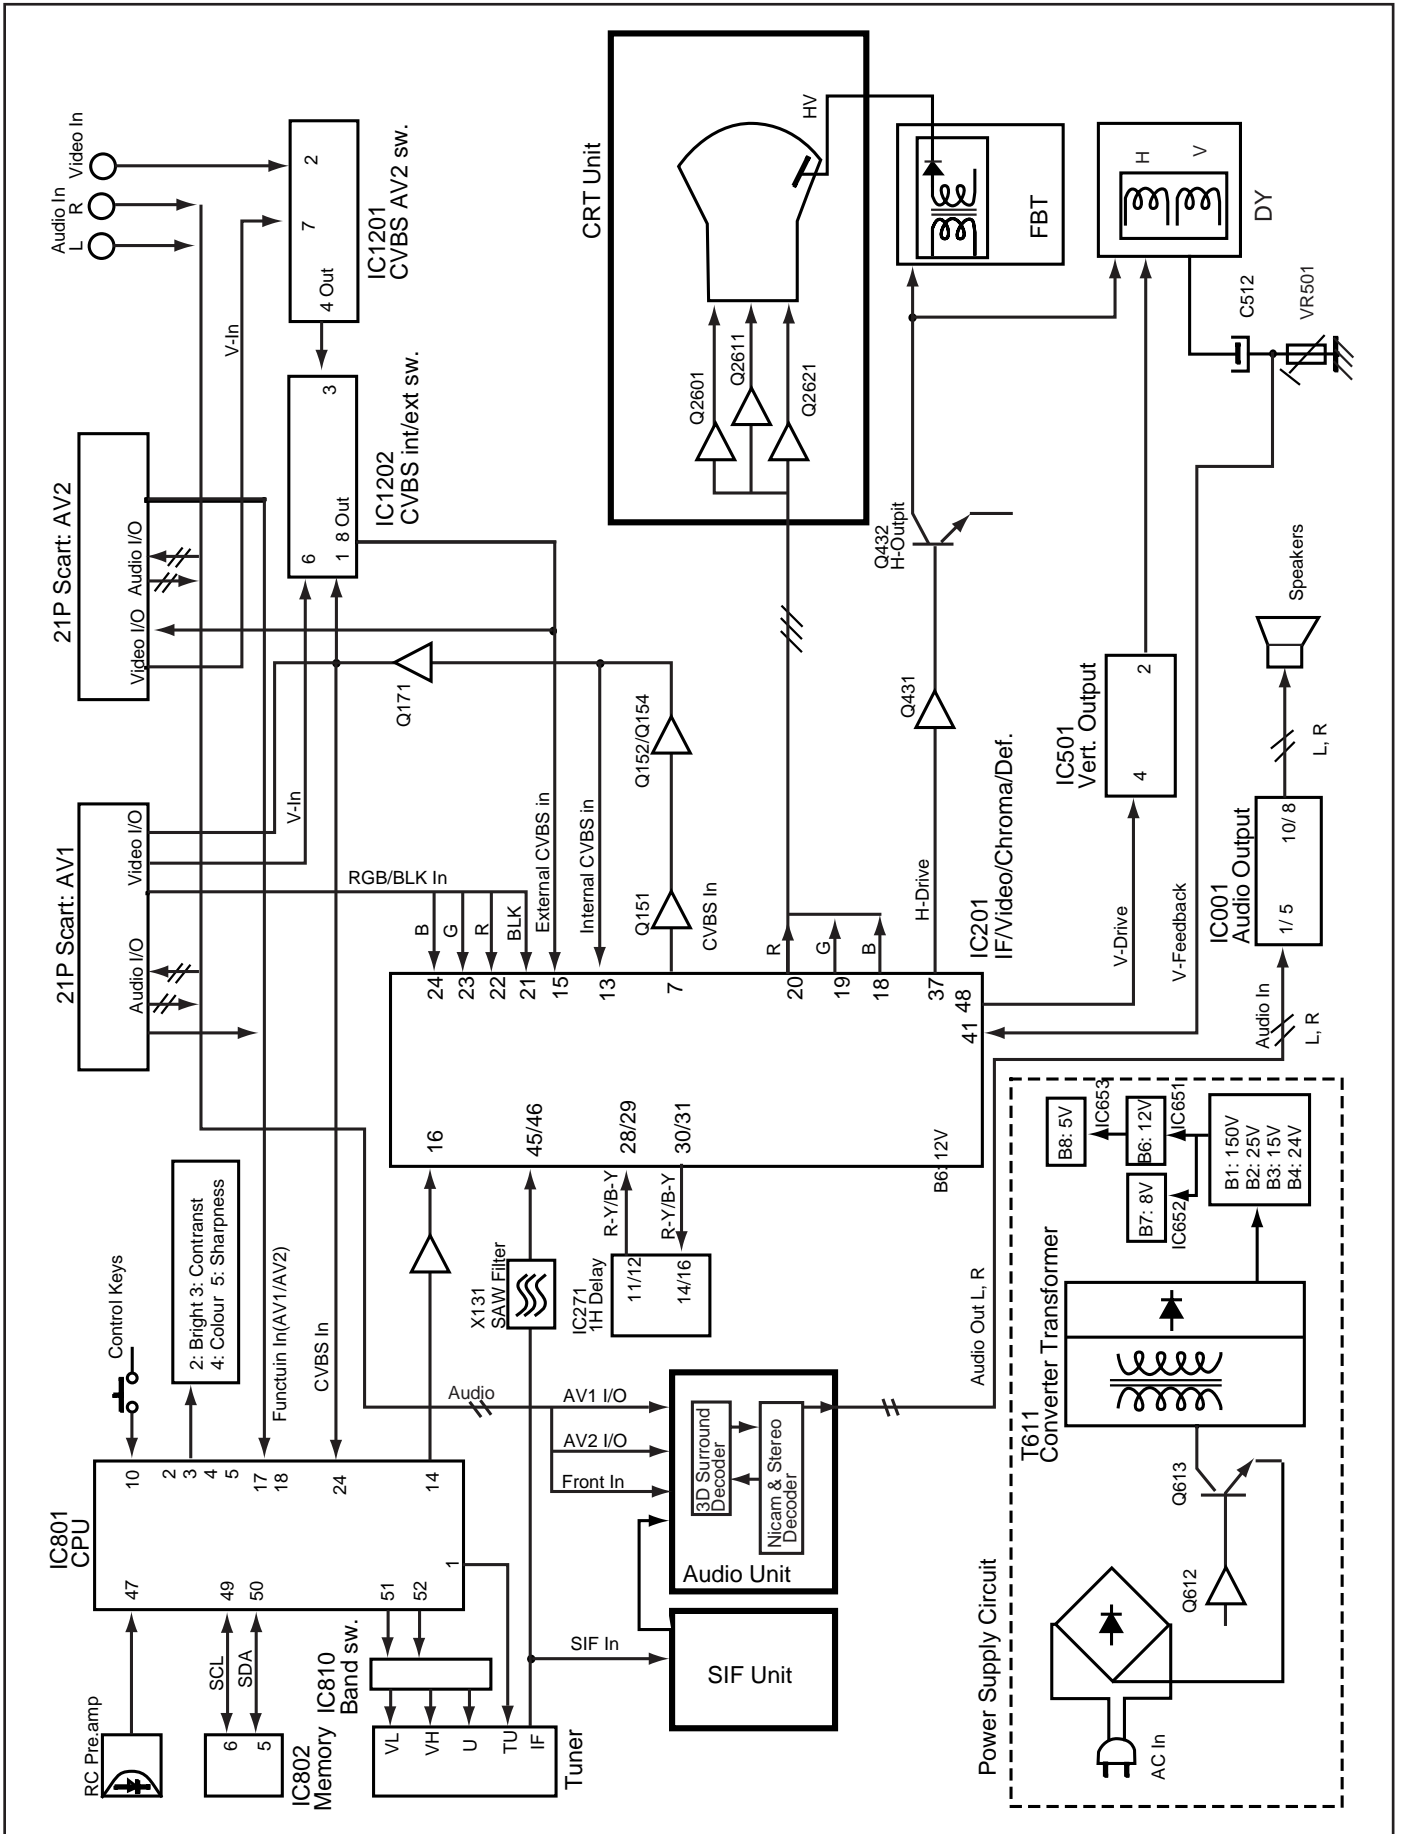 RC Pre.amp
IC802
Memory
6
5
SCL
SDA
IC801
CPU
47
49
50
51
52
1
10
2
3
4
5
17
18
24
14
Control Keys
2: Bright 3: Contranst
4: Colour 5: Sharpness
Functuin In(AV1/AV2)
CVBS In
IC810
Band sw.
VL
VH
U
TU
IF
Tuner
21P Scart: AV1
Audio I/O
Video I/O
21P Scart: AV2
Video I/O
Audio I/O
Audio In
L
R
Video In
V-In
V-In
IC1201
CVBS AV2 sw.
2
7
4 Out
IC1202
CVBS int/ext sw.
3
6
1
8 Out
Q171
Q152/Q154
Q151
CVBS In
RGB/BLK In
B
G
R
BLK
External CVBS in
Internal CVBS in
24
23
22
21
15
13
7
20
19
18
37
48
41
16
45/46
28/29
30/31
B6: 12V
IC201
IF/Video/Chroma/Def.
R
G
B
X131
SAW Filter
IC271
1H Delay
11/12
14/16
R-Y/B-Y
R-Y/B-Y
Audio
AV1 I/O
AV2 I/O
Front In
3D Surround
Decoder
Nicam & Stereo
Decoder
Audio Unit
SIF In
SIF Unit
Audio Out L, R
CRT Unit
HV
Q2601
Q2611
Q2621
FBT
H
V
DY
C512
VR501
Q432
H-Outpit
Q431
H-Drive
V-Drive
V-Feedback
IC501
Vert. Output
4
2
Speakers
L, R
IC001
Audio Output
1/ 5
10/ 8
Audio In
L, R
Power Supply Circuit
AC In
Q612
Q613
T611
Converter Transformer
B1: 150V
B2: 25V
B3: 15V
B4: 24V
IC651
B6: 12V
IC652
B7: 8V
IC653
B8: 5V